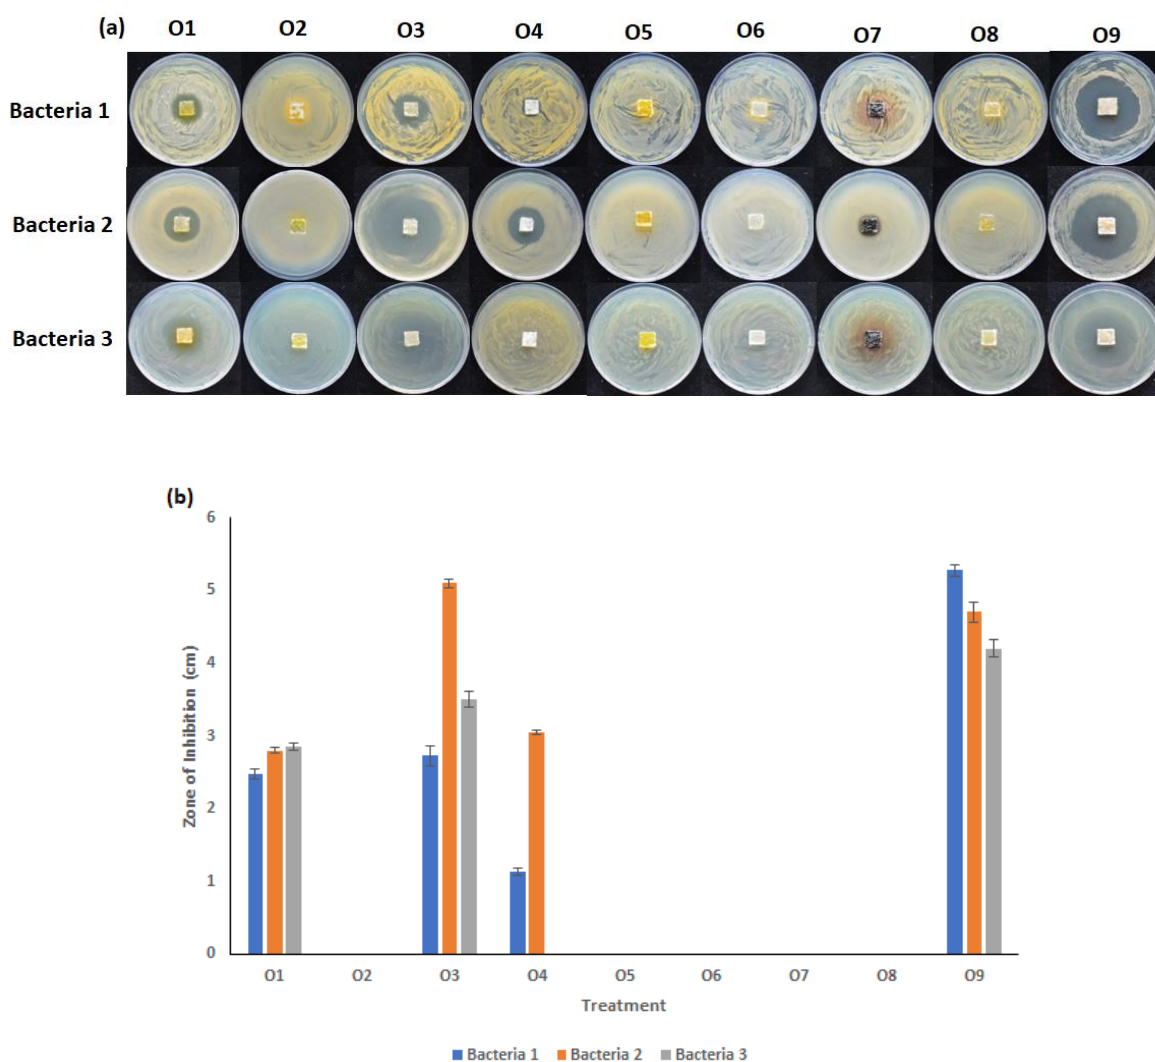 (a) O1 O2 O3 O4 O5 O6 O7 O8 O9
Bacteria 1
Bacteria 2
Bacteria 3
(b)
6
5
4
3
2
1
0
Zone of Inhibition (cm)
O1 O2 O3 O4 O5 O6 O7 O8 O9
Treatment
Bacteria 1 Bacteria 2 Bacteria 3